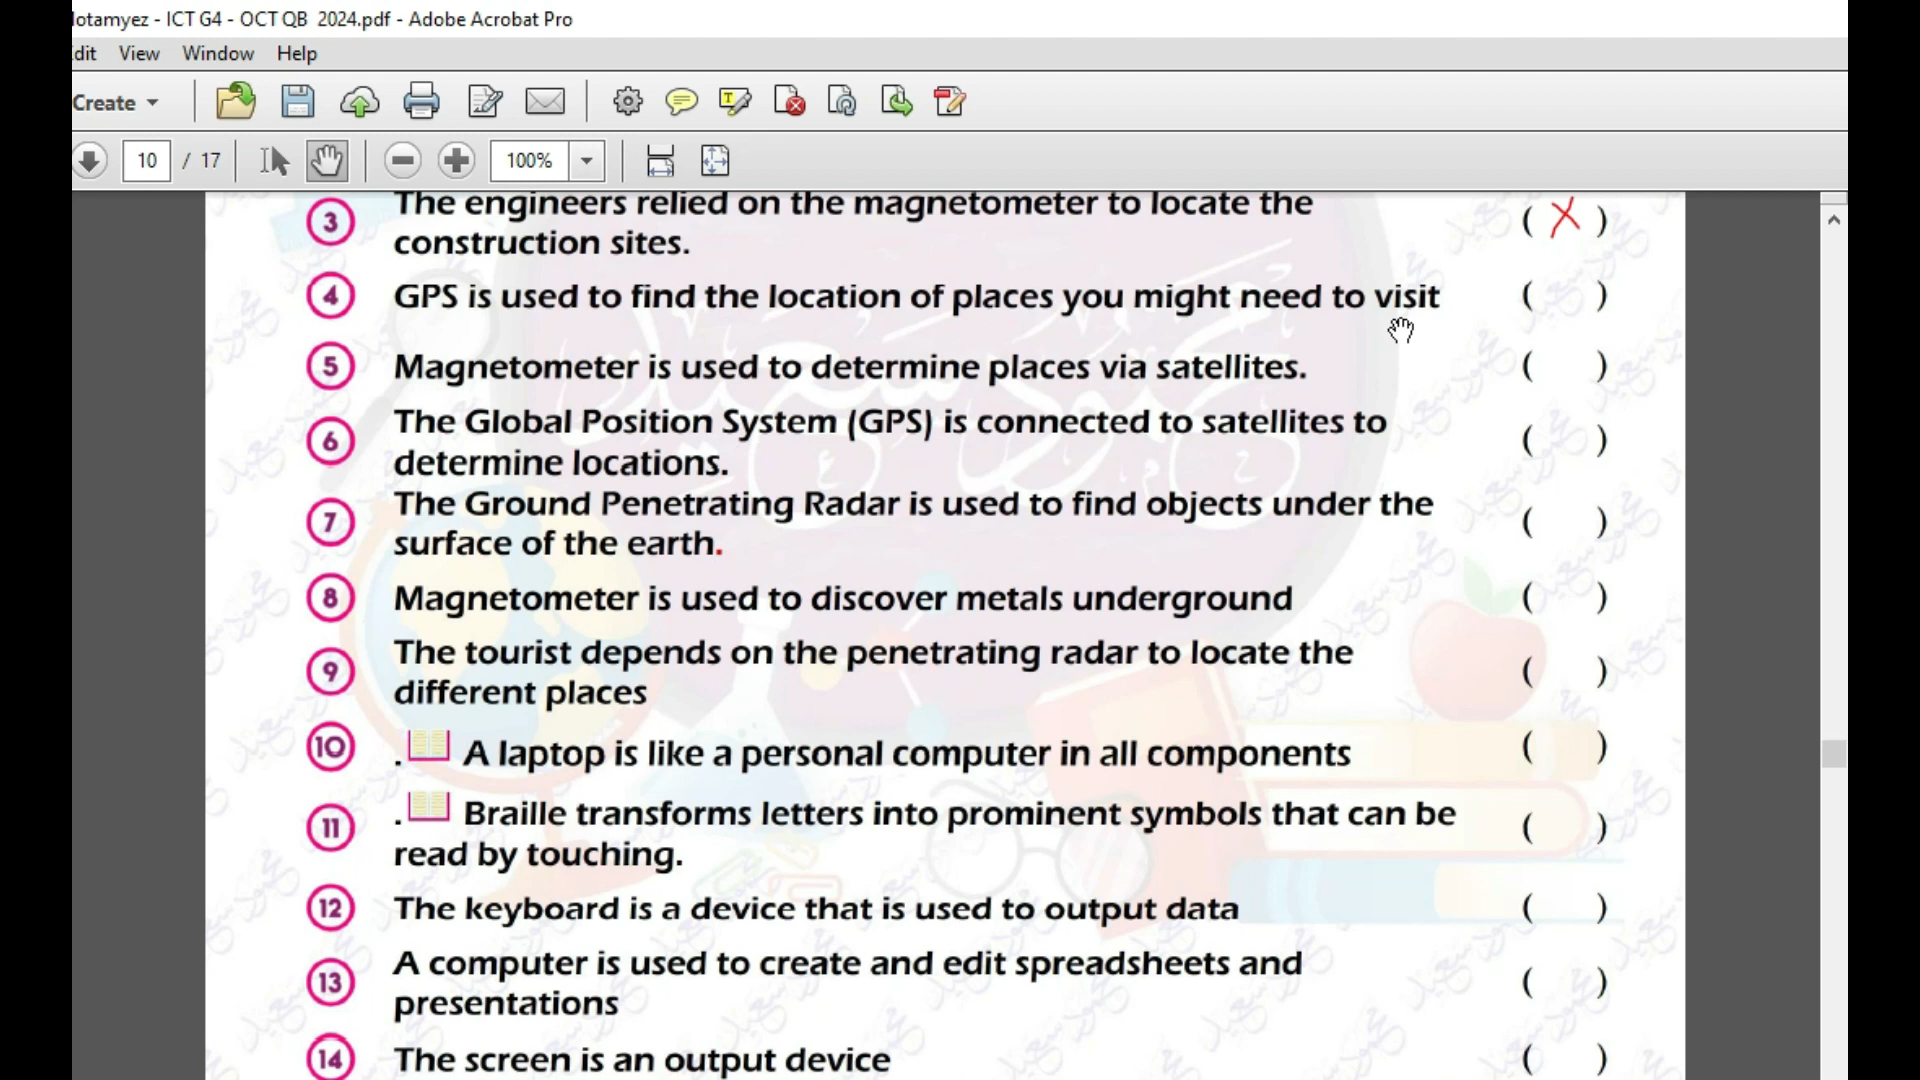 lotamyez - ICT G4 - OCT QB 2024.pdf - Adobe Acrobat Pro
dit View Window Help
Create
10 / 17 100%
3 The engineers relied on the magnetometer to locate the ( X )
construction sites.
4 GPS is used to find the location of places you might need to visit ( )
5 Magnetometer is used to determine places via satellites. ( )
6 The Global Position System (GPS) is connected to satellites to ( )
determine locations.
7 The Ground Penetrating Radar is used to find objects under the ( )
surface of the earth.
8 Magnetometer is used to discover metals underground ( )
9 The tourist depends on the penetrating radar to locate the ( )
different places
10 . A laptop is like a personal computer in all components ( )
11 . Braille transforms letters into prominent symbols that can be ( )
read by touching.
12 The keyboard is a device that is used to output data ( )
13 A computer is used to create and edit spreadsheets and ( )
presentations
14 The screen is an output device ( )